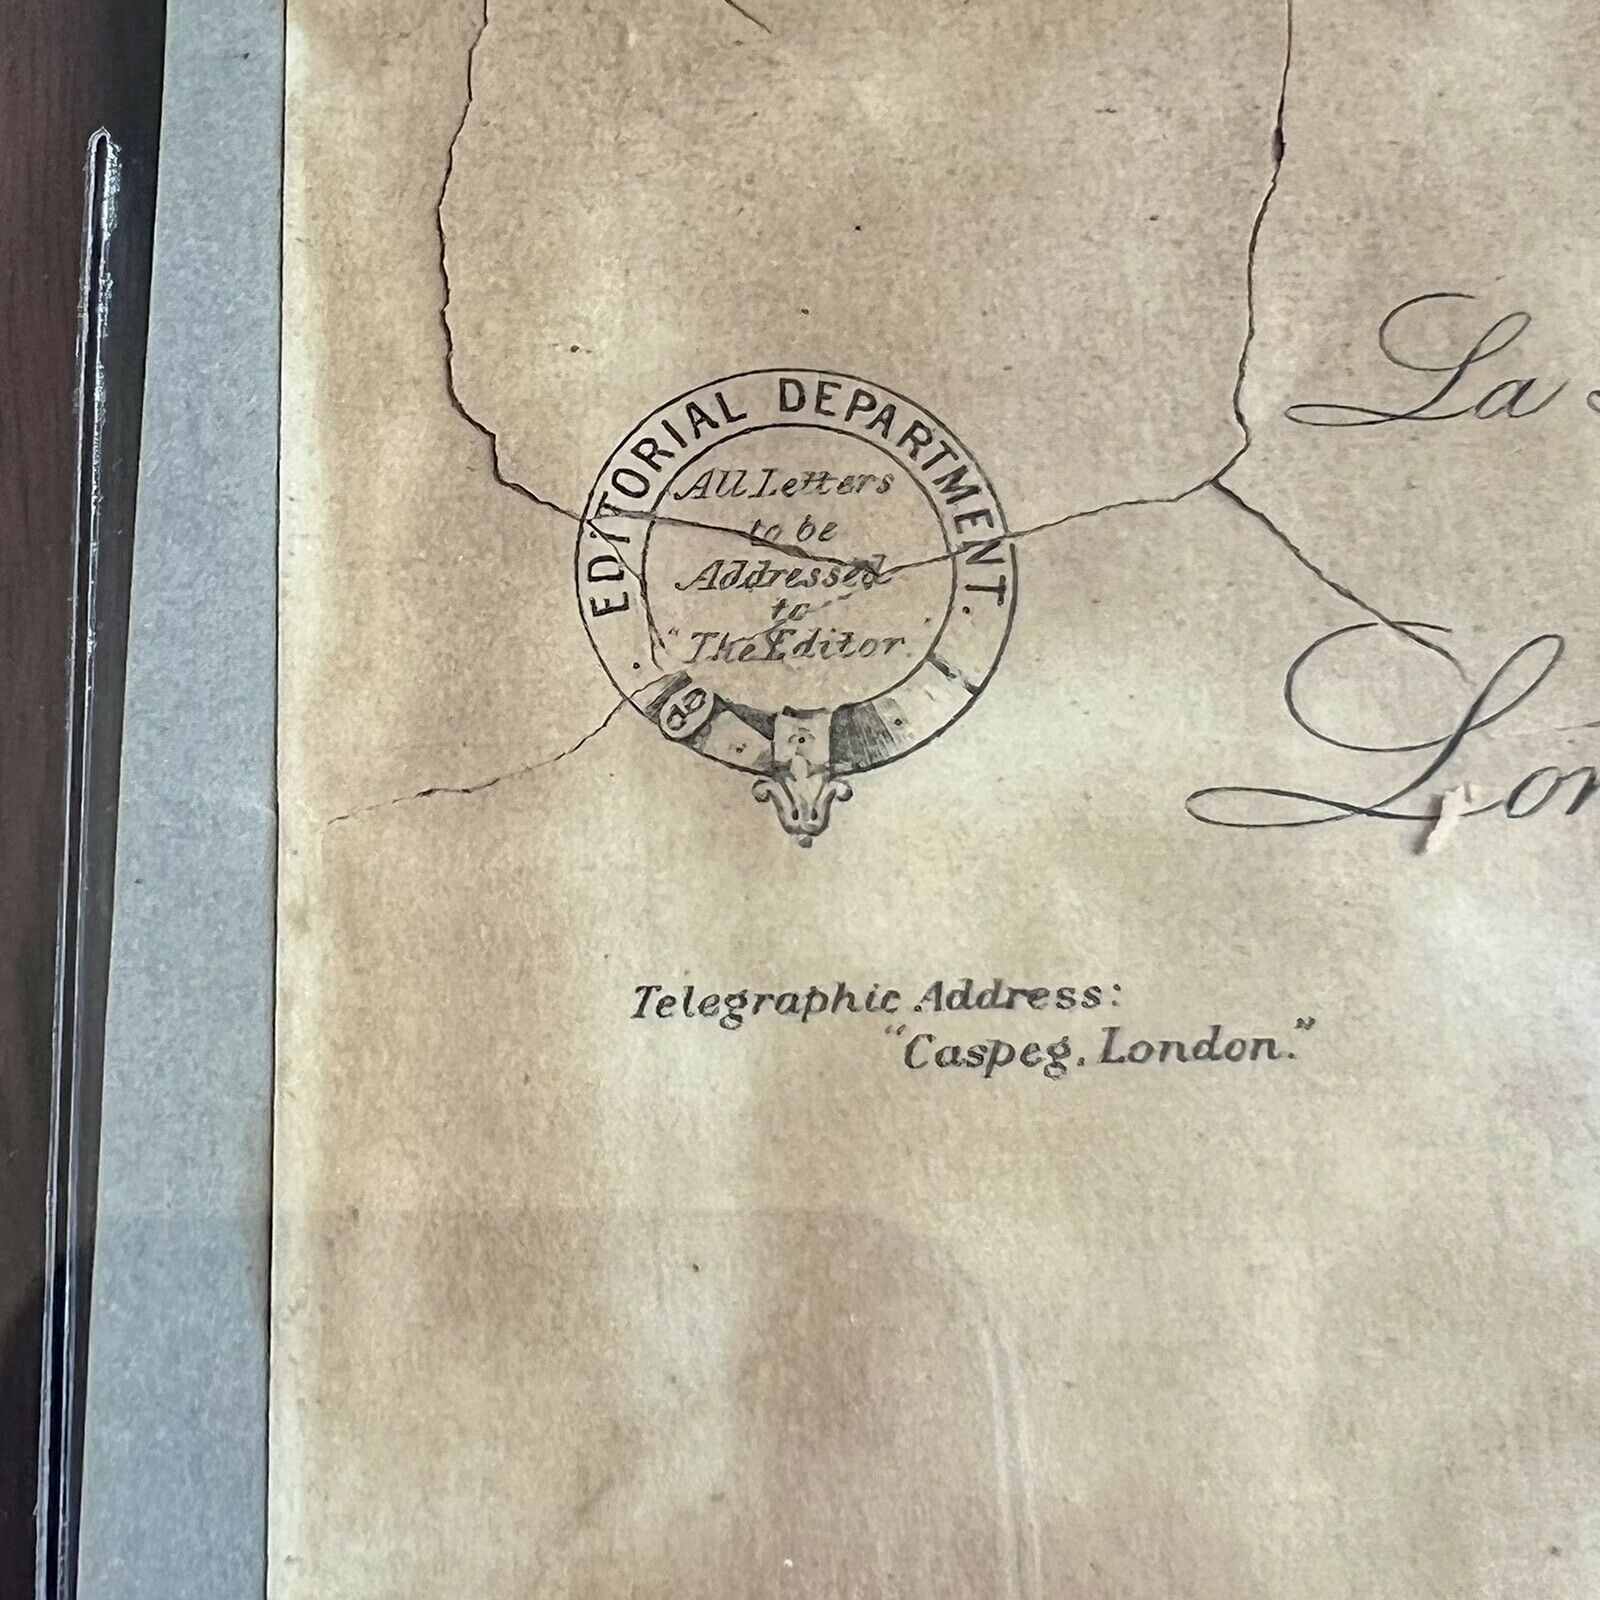 EDITORIAL DEPARTMENT.
All Letters
to be
Addressed
to
"The Editor.
La
Lon
Telegraphic Address:
"Caspeg, London."